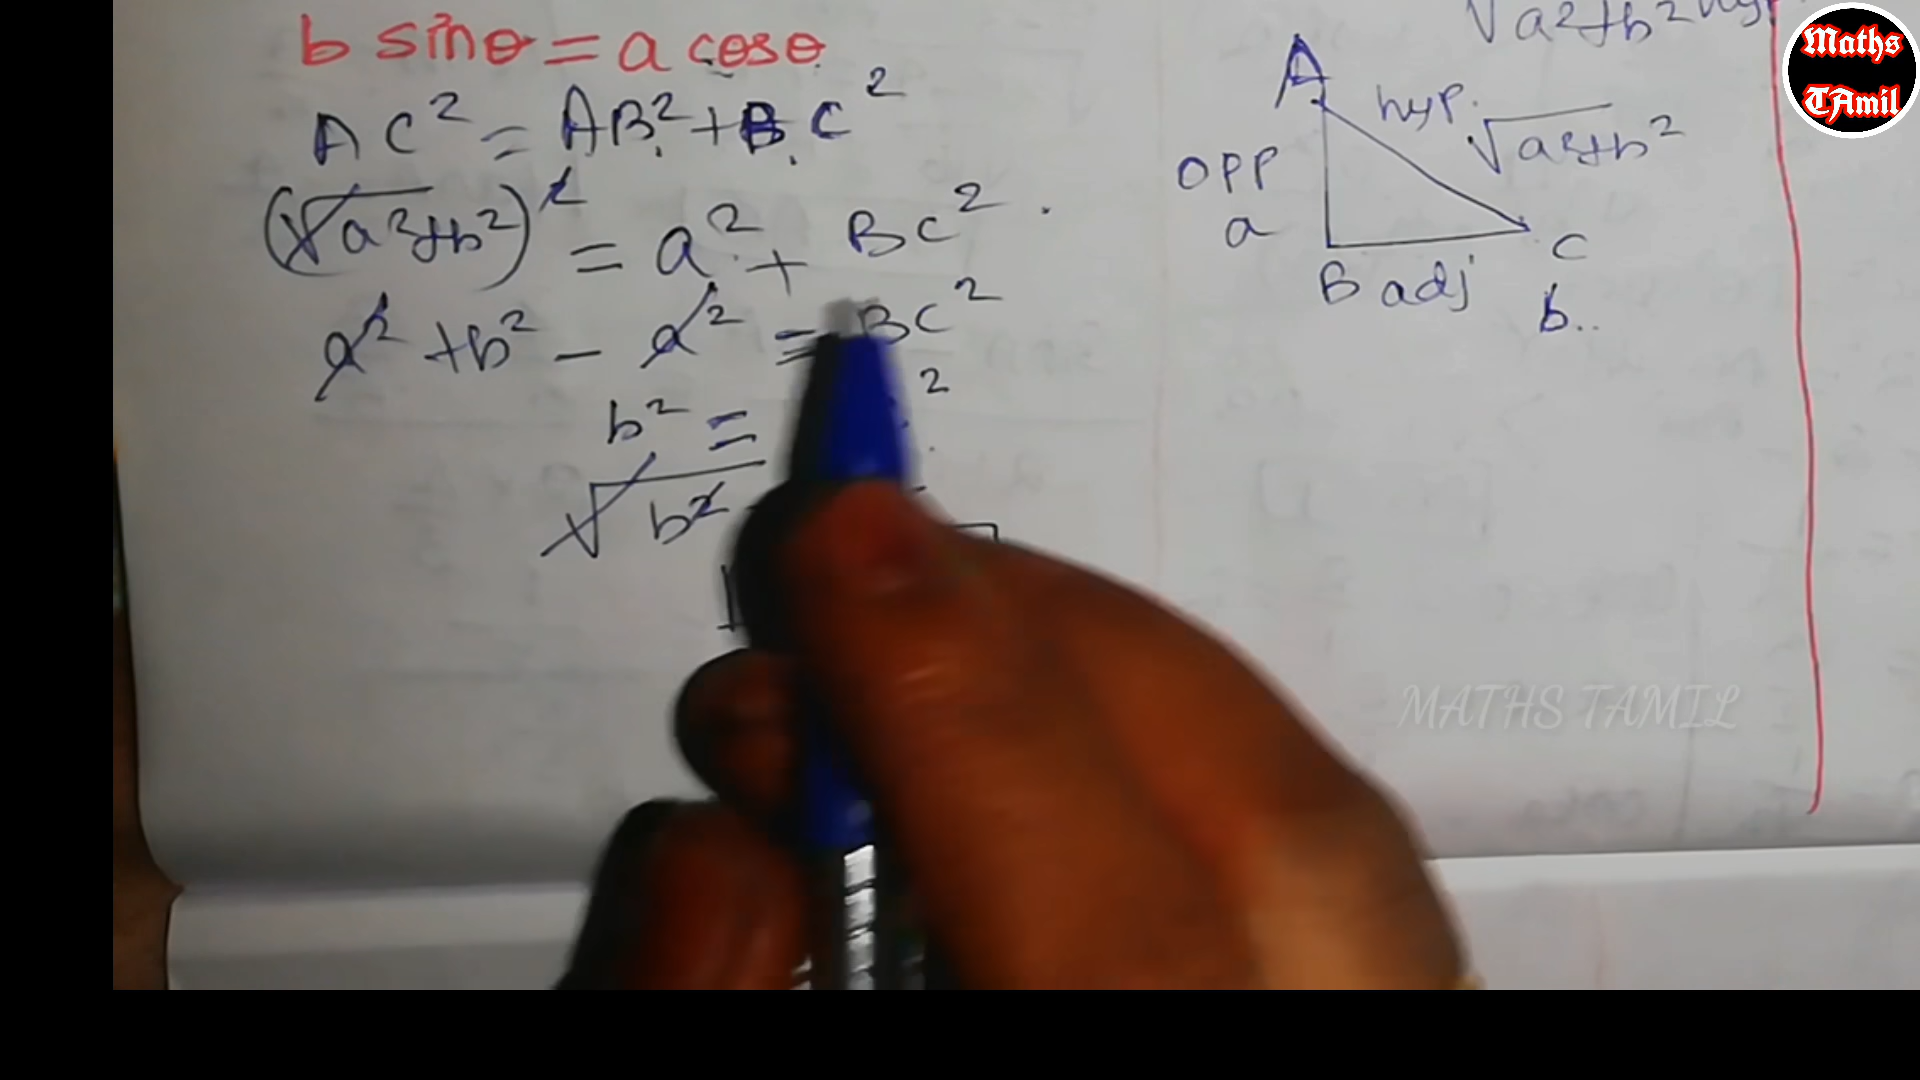 b sinθ = a cosθ
AC² = AB² + BC²
(√a²+b²)² = a² + BC²
a² + b² - a² = BC²
b² =
√b²
√a²+b²
A
hyp.
√a²+b²
opp
a
B adj
C
b..
Maths
TAmil
MATHS TAMIL